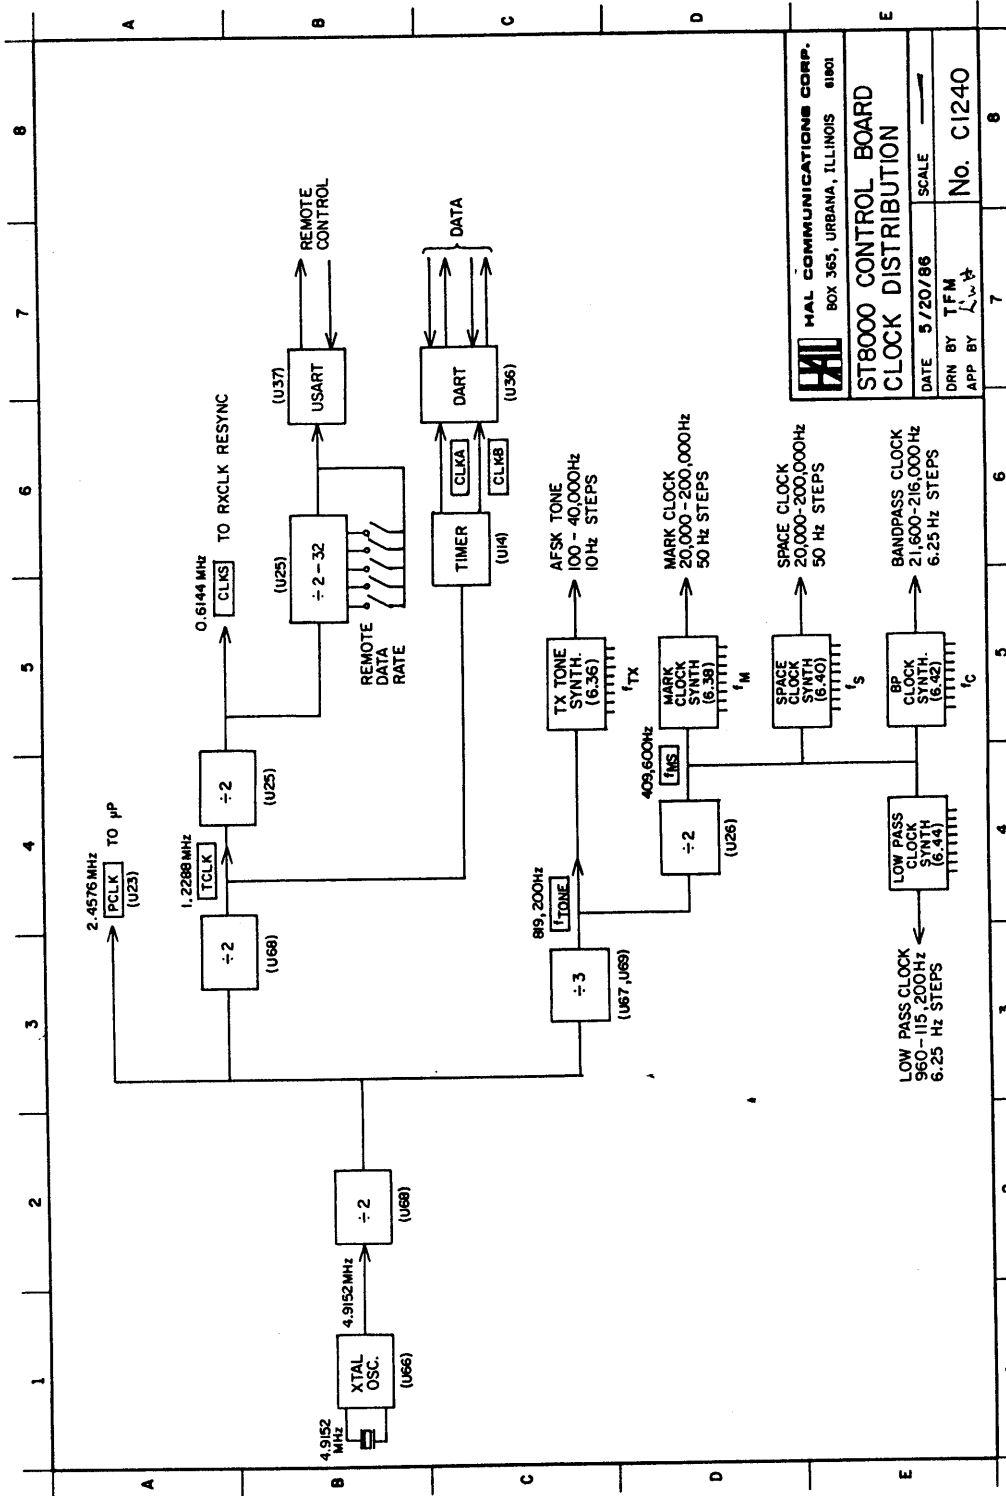 1
2
3
4
5
6
7
8
A
B
C
D
E
4.9152
MHz
XTAL
OSC.
(U66)
4.9152MHz
÷2
(U68)
2.4576 MHz
PCLK TO µP
(U23)
÷2
(U68)
1.2288MHz
TCLK
÷2
(U25)
0.6144 MHz
CLKS TO RXCLK RESYNC
(U25)
÷2-32
REMOTE
DATA
RATE
(U37)
USART
REMOTE
CONTROL
TIMER
(U14)
CLKA
CLKB
DART
(U36)
DATA
÷3
(U67,U69)
819,200Hz
fTONE
TX TONE
SYNTH.
(6.36)
fTX
AFSK TONE
100-40,000Hz
10Hz STEPS
÷2
(U26)
409,600Hz
fMS
MARK
CLOCK
SYNTH
(6.38)
fM
MARK CLOCK
20,000-200,000Hz
50 Hz STEPS
SPACE
CLOCK
SYNTH
(6.40)
fS
SPACE CLOCK
20,000-200,000Hz
50 Hz STEPS
BP
CLOCK
SYNTH.
(6.42)
fC
BANDPASS CLOCK
21,600-216,000Hz
6.25 Hz STEPS
LOW PASS
CLOCK
SYNTH
(6.44)
LOW PASS CLOCK
960-115,200Hz
6.25 Hz STEPS
HAL HAL COMMUNICATIONS CORP.
BOX 365, URBANA, ILLINOIS 61801
ST8000 CONTROL BOARD
CLOCK DISTRIBUTION
DATE 5/20/86
SCALE —
DRN BY TFM
APP BY
No. C1240
A
B
C
D
E
4
5
6
7
8